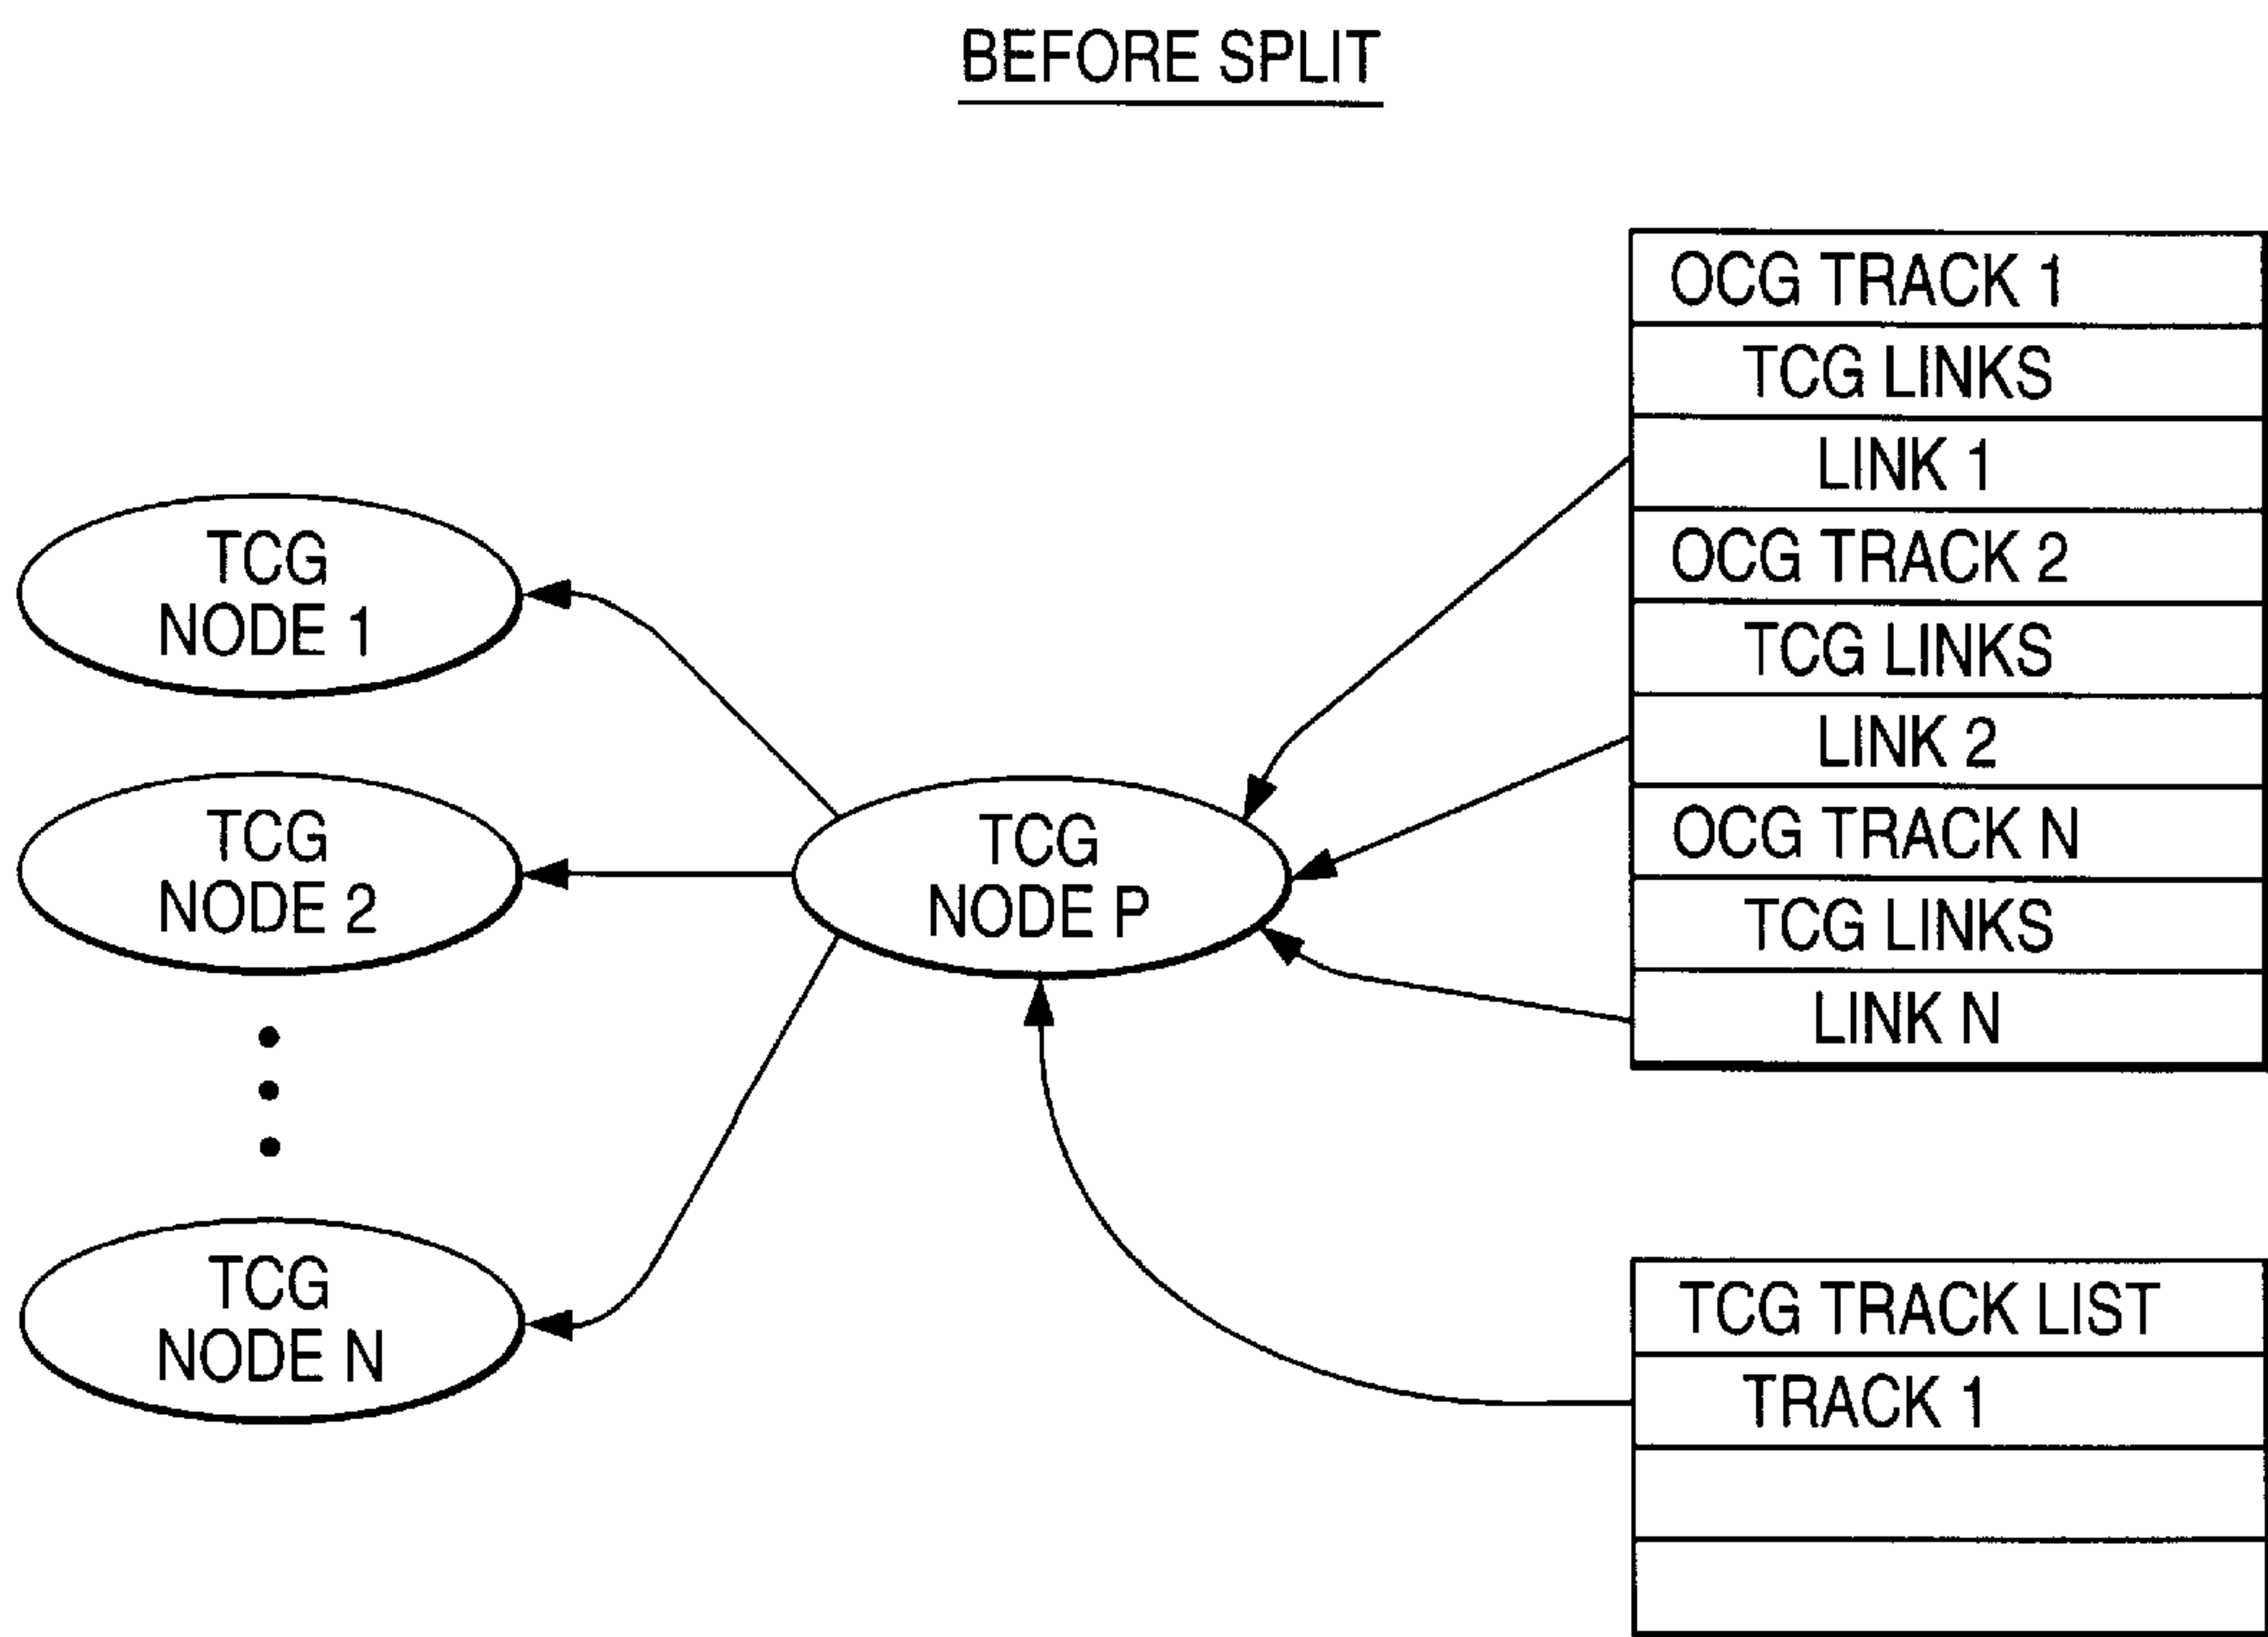 BEFORE SPLIT
TCG
NODE 1
TCG
NODE 2
TCG
NODE N
TCG
NODE P
OCG TRACK 1
TCG LINKS
LINK 1
OCG TRACK 2
TCG LINKS
LINK 2
OCG TRACK N
TCG LINKS
LINK N
TCG TRACK LIST
TRACK 1